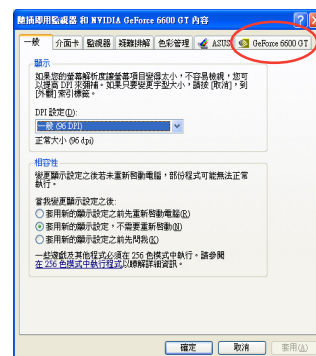 隨插即用監視器 和 NVIDIA GeForce 6600 GT 內容
一般 介面卡 監視器 疑難排解 色彩管理 ASUS GeForce 6600 GT
顯示
如果您的螢幕解析度讓螢幕項目變得太小，不容易檢視，您可
以提高 DPI 來彌補。如果只要變更字型大小，請按 [取消]，到
[外觀] 索引標籤。
DPI 設定(D):
一般 (96 DPI)
正常大小 (96 dpi)
相容性
變更顯示設定之後若未重新啟動電腦，部份程式可能無法正常
執行。
當我變更顯示設定之後:
套用新的顯示設定之前先重新啟動電腦(R)
套用新的顯示設定，不需要重新啟動(N)
套用新的顯示設定之前先問我(K)
一些遊戲及其他程式必須在 256 色模式中執行。請參閱
在 256 色模式中執行程式以瞭解詳細資訊。
確定 取消 套用(A)